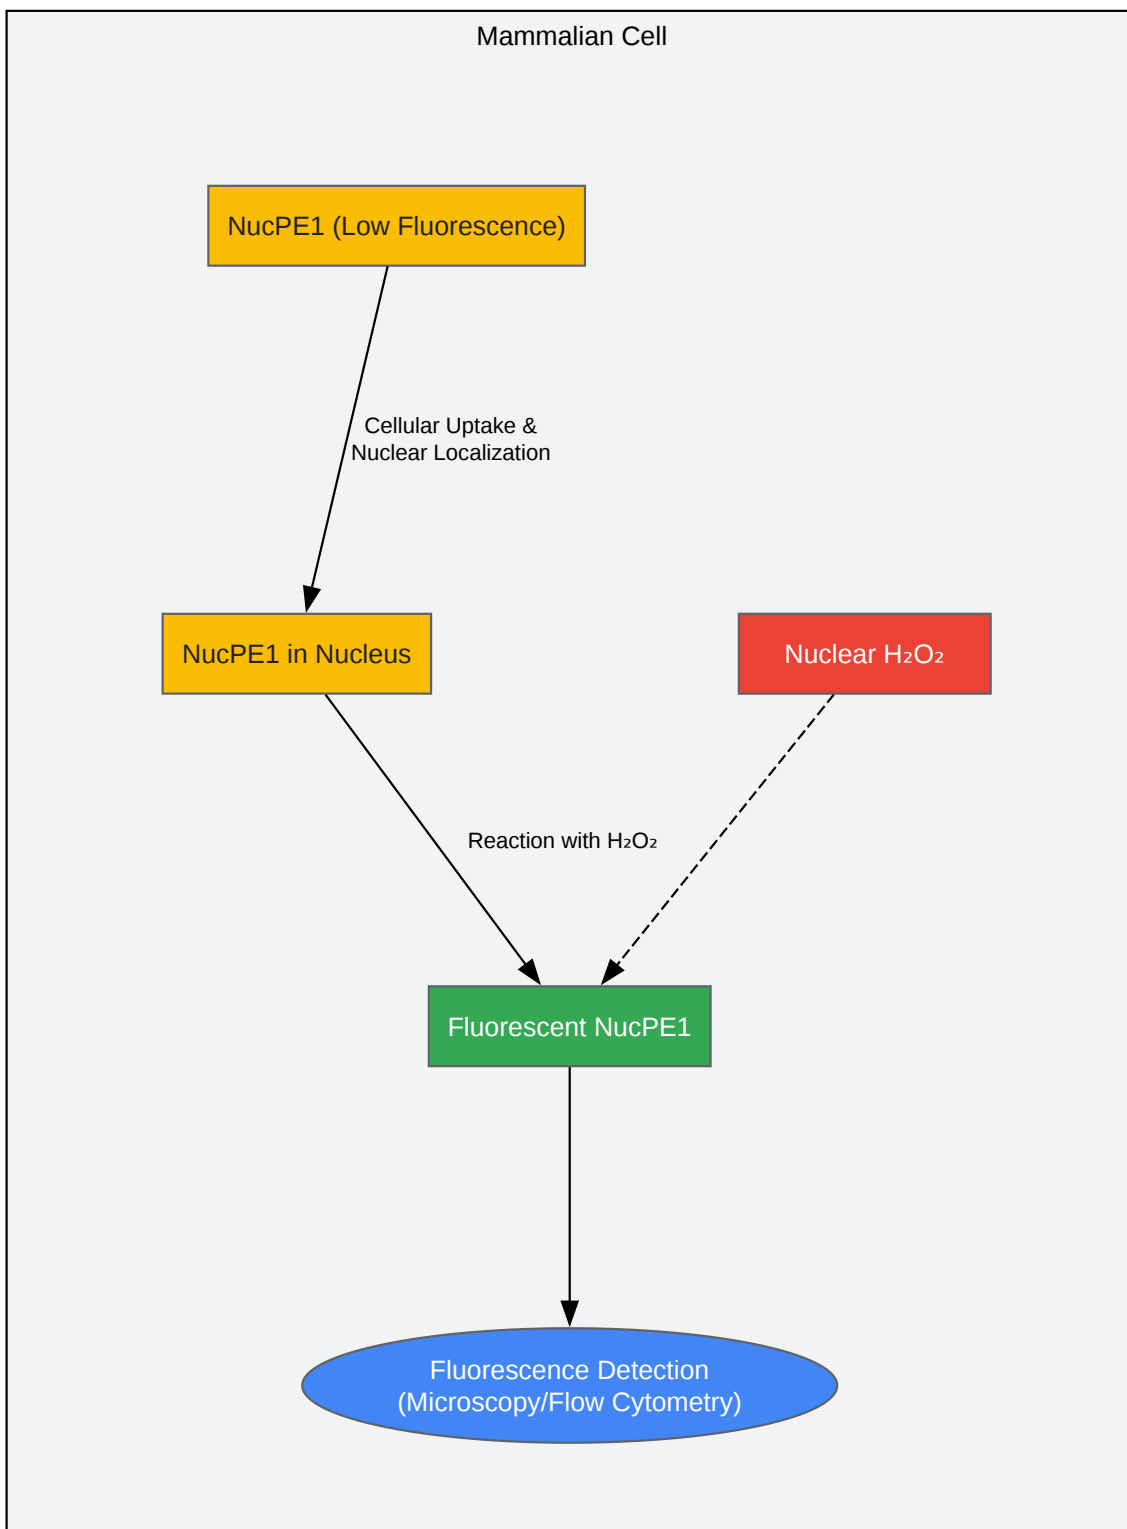 Mammalian Cell
NucPE1 (Low Fluorescence)
Cellular Uptake &
Nuclear Localization
NucPE1 in Nucleus
Nuclear H₂O₂
Reaction with H₂O₂
Fluorescent NucPE1
Fluorescence Detection
(Microscopy/Flow Cytometry)